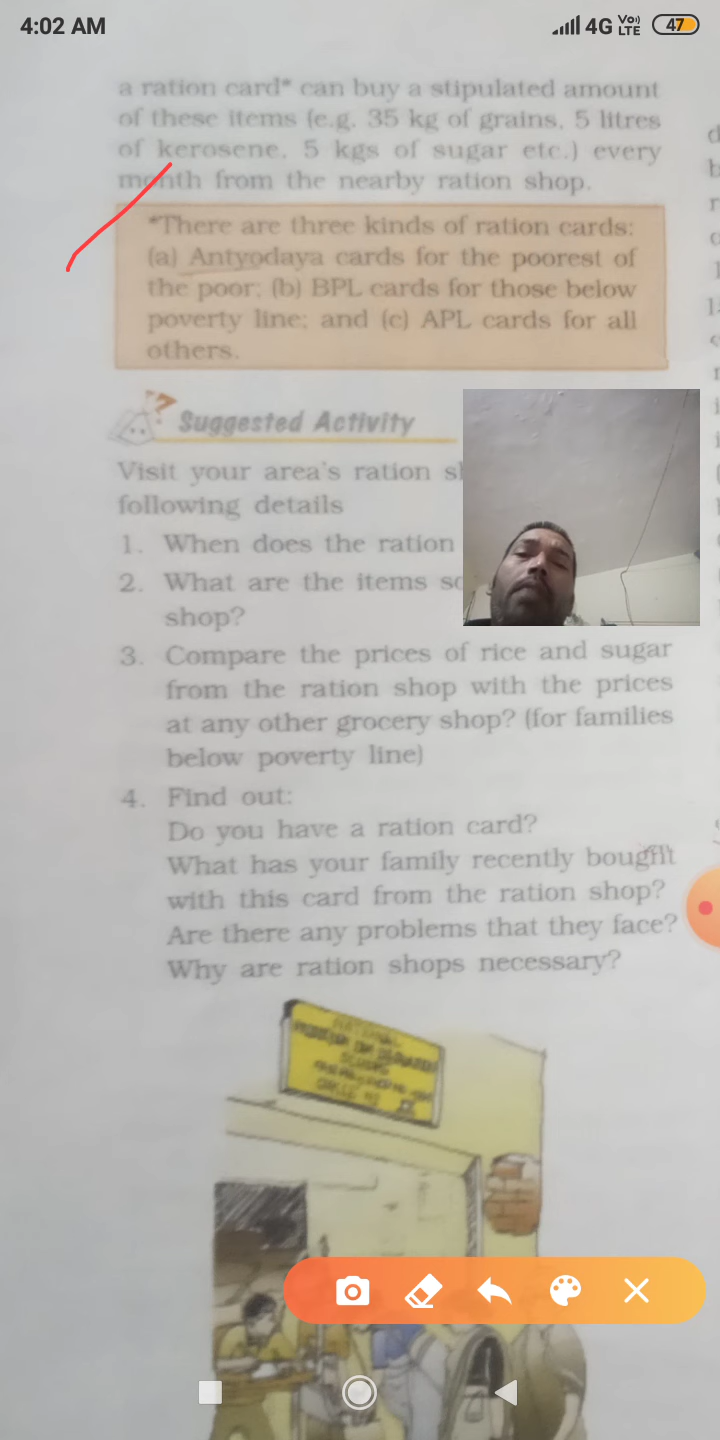 4:02 AM
4G Vo) LTE 47
a ration card* can buy a stipulated amount
of these items (e.g. 35 kg of grains, 5 litres
of kerosene, 5 kgs of sugar etc.) every
month from the nearby ration shop.
*There are three kinds of ration cards:
(a) Antyodaya cards for the poorest of
the poor; (b) BPL cards for those below
poverty line; and (c) APL cards for all
others.
Suggested Activity
Visit your area's ration
following details
1. When does the ration
2. What are the items
shop?
3. Compare the prices of rice and sugar
from the ration shop with the prices
at any other grocery shop? (for families
below poverty line)
4. Find out:
Do you have a ration card?
What has your family recently bought
with this card from the ration shop?
Are there any problems that they face?
Why are ration shops necessary?